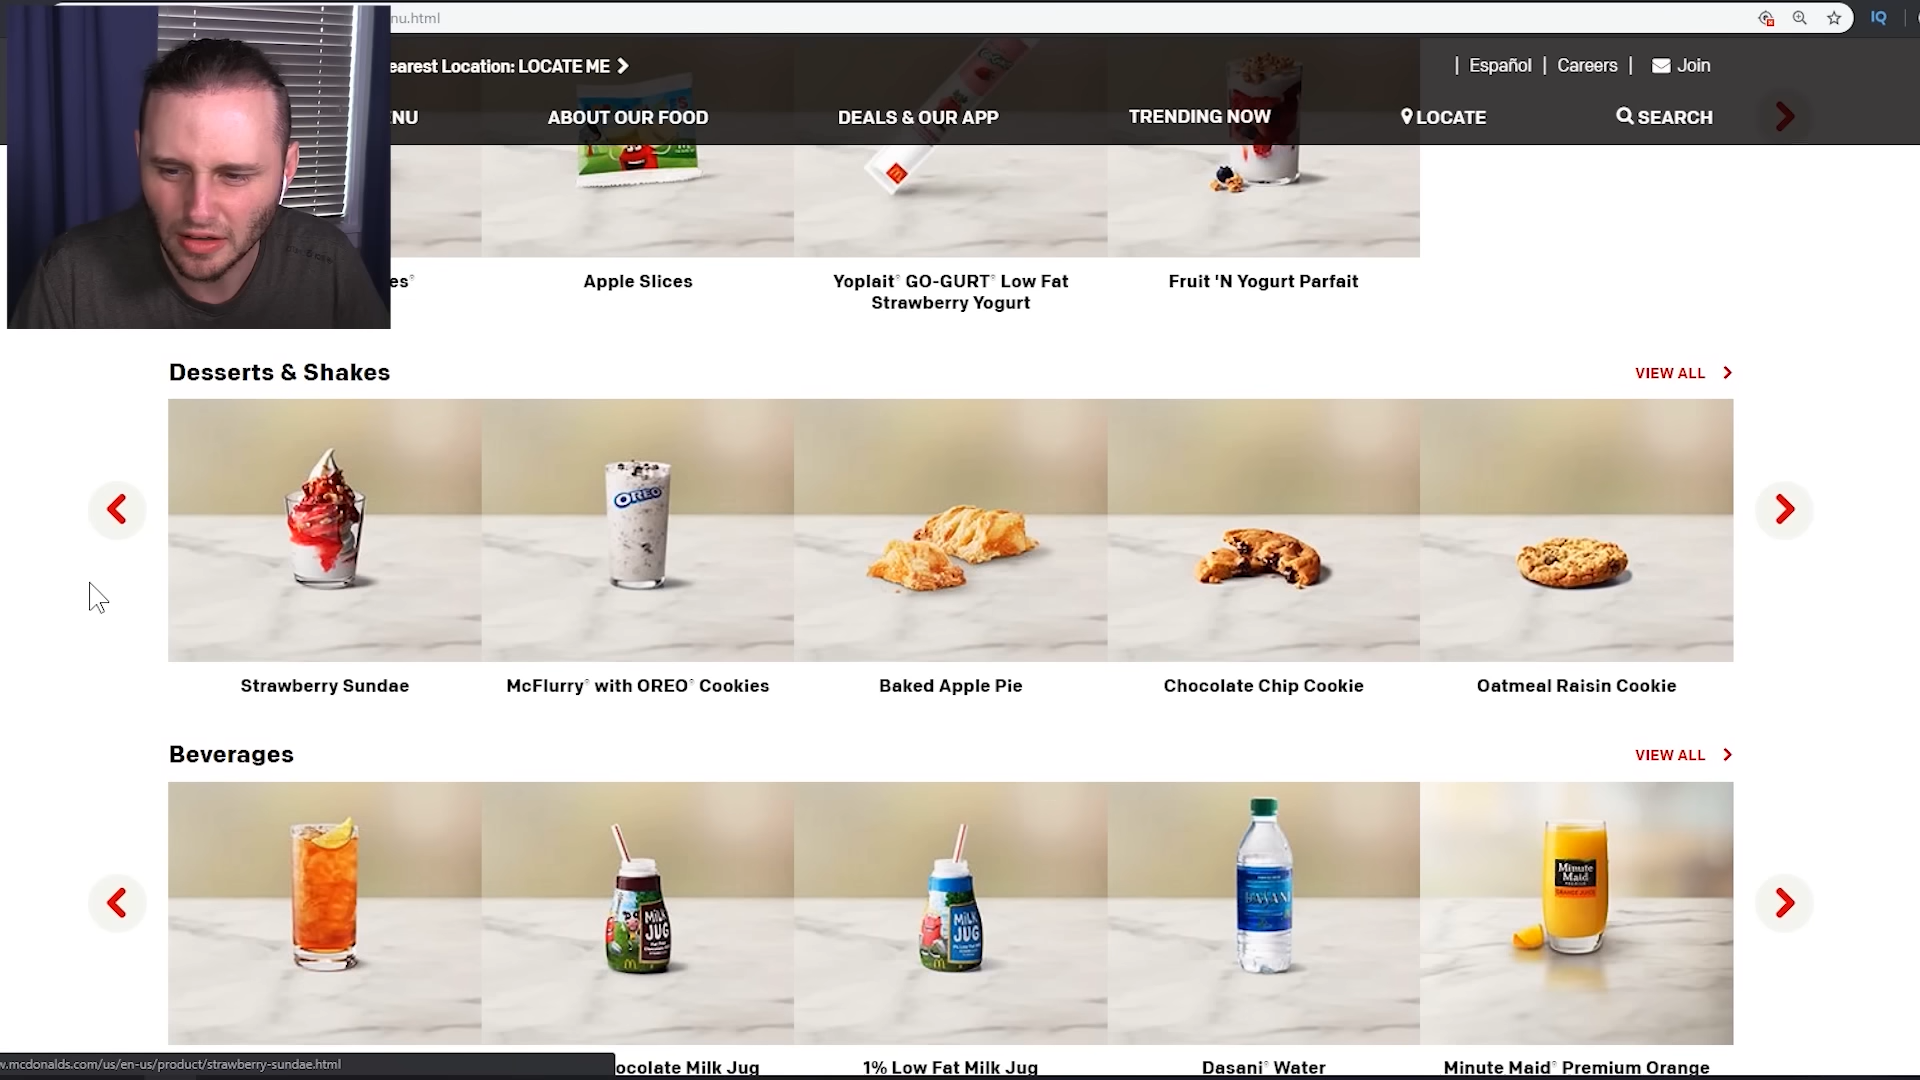 nu.html
IQ
earest Location: LOCATE ME
| Español | Careers | Join
NU
ABOUT OUR FOOD
DEALS & OUR APP
TRENDING NOW
LOCATE
SEARCH
es®
Apple Slices
Yoplait® GO-GURT® Low Fat
Strawberry Yogurt
Fruit 'N Yogurt Parfait
Desserts & Shakes
VIEW ALL
OREO
Strawberry Sundae
McFlurry® with OREO® Cookies
Baked Apple Pie
Chocolate Chip Cookie
Oatmeal Raisin Cookie
Beverages
VIEW ALL
MILK
JUG
MILK
JUG
DASANI
Minute
Maid
w.mcdonalds.com/us/en-us/product/strawberry-sundae.html
ocolate Milk Jug
1% Low Fat Milk Jug
Dasani® Water
Minute Maid® Premium Orange